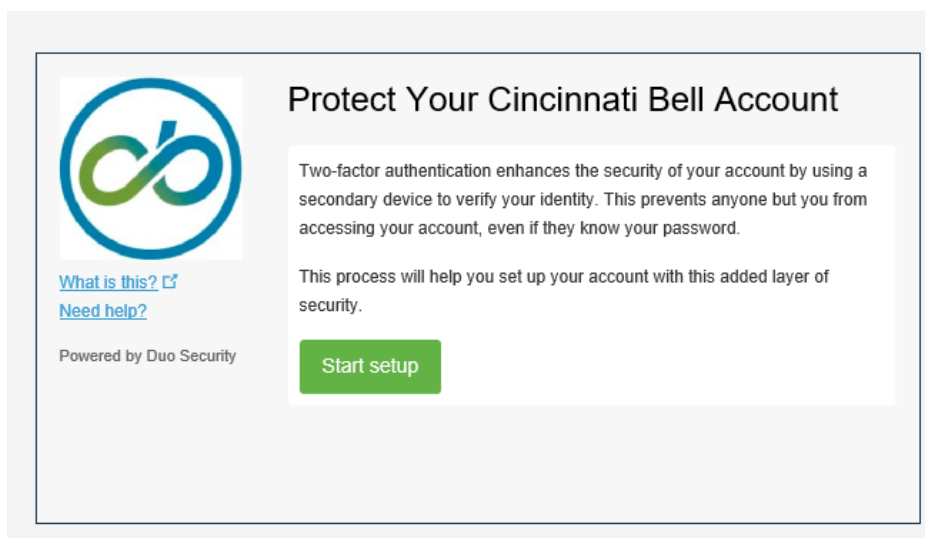 Protect Your Cincinnati Bell Account
Two-factor authentication enhances the security of your account by using a
secondary device to verify your identity. This prevents anyone but you from
accessing your account, even if they know your password.
This process will help you set up your account with this added layer of
security.
Start setup
What is this?
Need help?
Powered by Duo Security